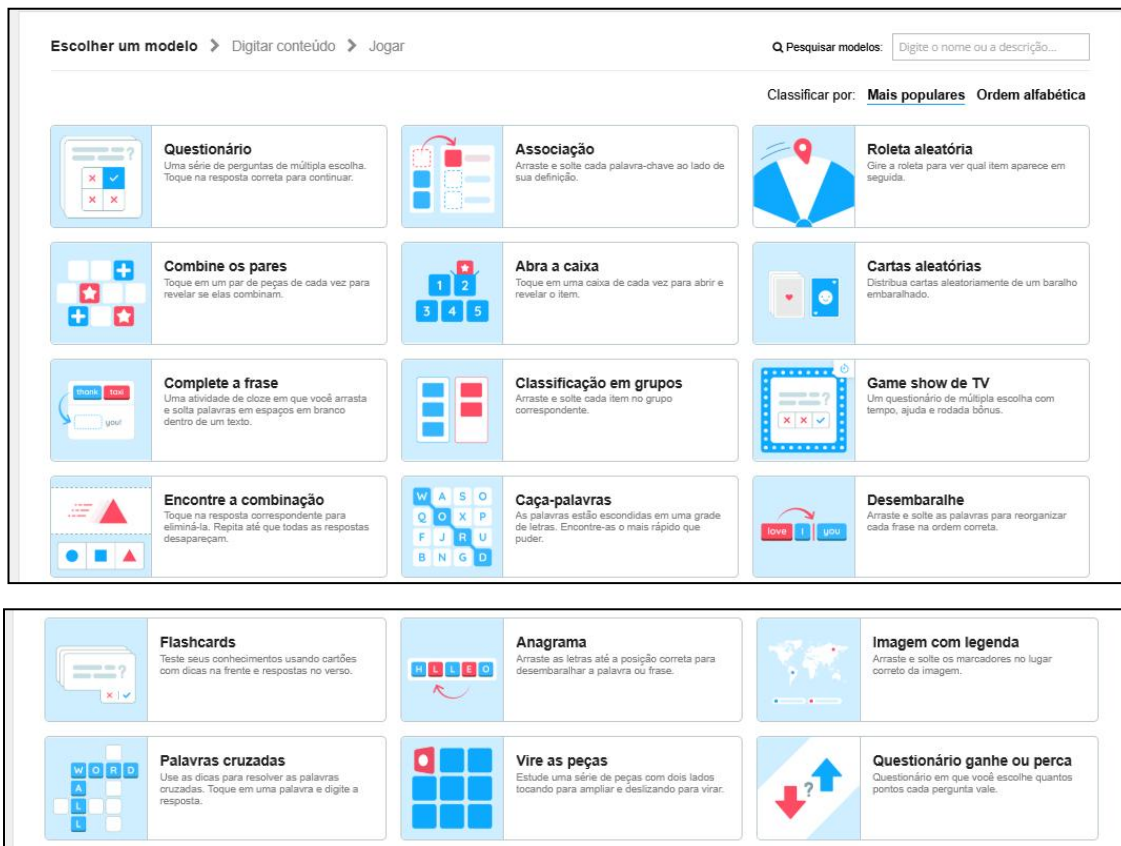 Escolher um modelo > Digitar conteúdo > Jogar
Pesquisar modelos: Digite o nome ou a descrição...
Classificar por: Mais populares Ordem alfabética
?
Questionário
Uma série de perguntas de múltipla escolha.
Toque na resposta correta para continuar.
Associação
Arraste e solte cada palavra-chave ao lado de
sua definição.
Roleta aleatória
Gire a roleta para ver qual item aparece em
seguida.
Combine os pares
Toque em um par de peças de cada vez para
revelar se elas combinam.
1 2
3 4 5
Abra a caixa
Toque em uma caixa de cada vez para abrir e
revelar o item.
Cartas aleatórias
Distribua cartas aleatoriamente de um baralho
embaralhado.
thank taxi
you!
Complete a frase
Uma atividade de cloze em que você arrasta
e solta palavras em espaços em branco
dentro de um texto.
Classificação em grupos
Arraste e solte cada item no grupo
correspondente.
?
Game show de TV
Um questionário de múltipla escolha com
tempo, ajuda e rodada bônus.
Encontre a combinação
Toque na resposta correspondente para
eliminá-la. Repita até que todas as respostas
desapareçam.
W A S O
Q O X P
F J R U
B N G D
Caça-palavras
As palavras estão escondidas em uma grade
de letras. Encontre-as o mais rápido que
puder.
love I you
Desembaralhe
Arraste e solte as palavras para reorganizar
cada frase na ordem correta.
?
Flashcards
Teste seus conhecimentos usando cartões
com dicas na frente e respostas no verso.
H L L E O
Anagrama
Arraste as letras até a posição correta para
desembaralhar a palavra ou frase.
Imagem com legenda
Arraste e solte os marcadores no lugar
correto da imagem.
W O R D
A
L
L
Palavras cruzadas
Use as dicas para resolver as palavras
cruzadas. Toque em uma palavra e digite a
resposta.
Vire as peças
Estude uma série de peças com dois lados
tocando para ampliar e deslizando para virar.
?
Questionário ganhe ou perca
Questionário em que você escolhe quantos
pontos cada pergunta vale.